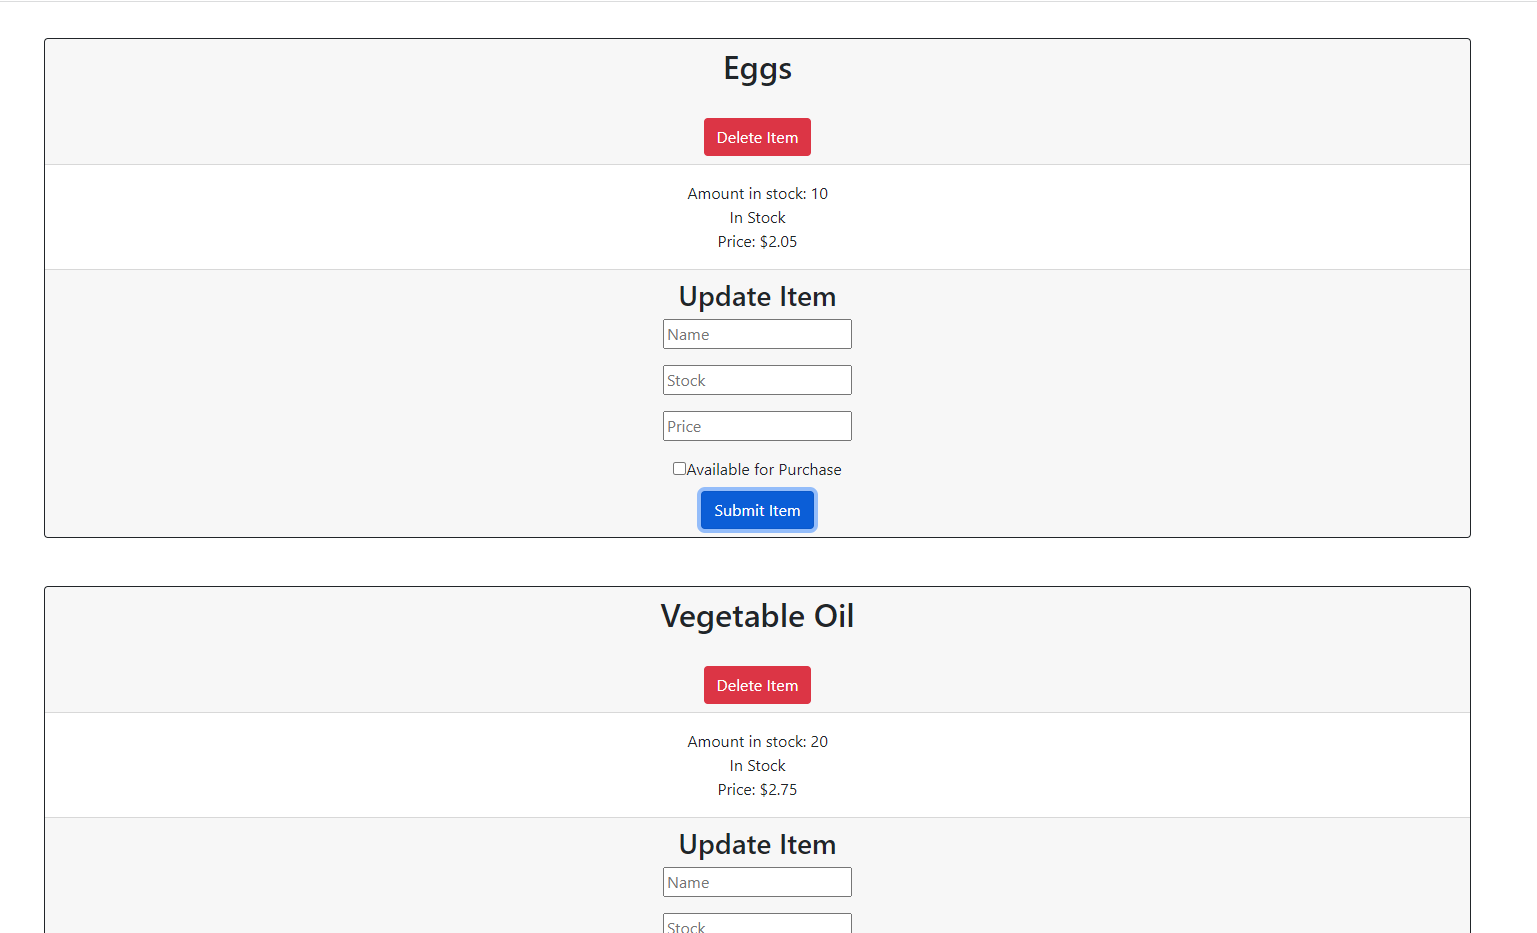 Eggs
Delete Item
Amount in stock: 10
In Stock
Price: $2.05
Update Item
Name
Stock
Price
Available for Purchase
Submit Item
Vegetable Oil
Delete Item
Amount in stock: 20
In Stock
Price: $2.75
Update Item
Name
Stock